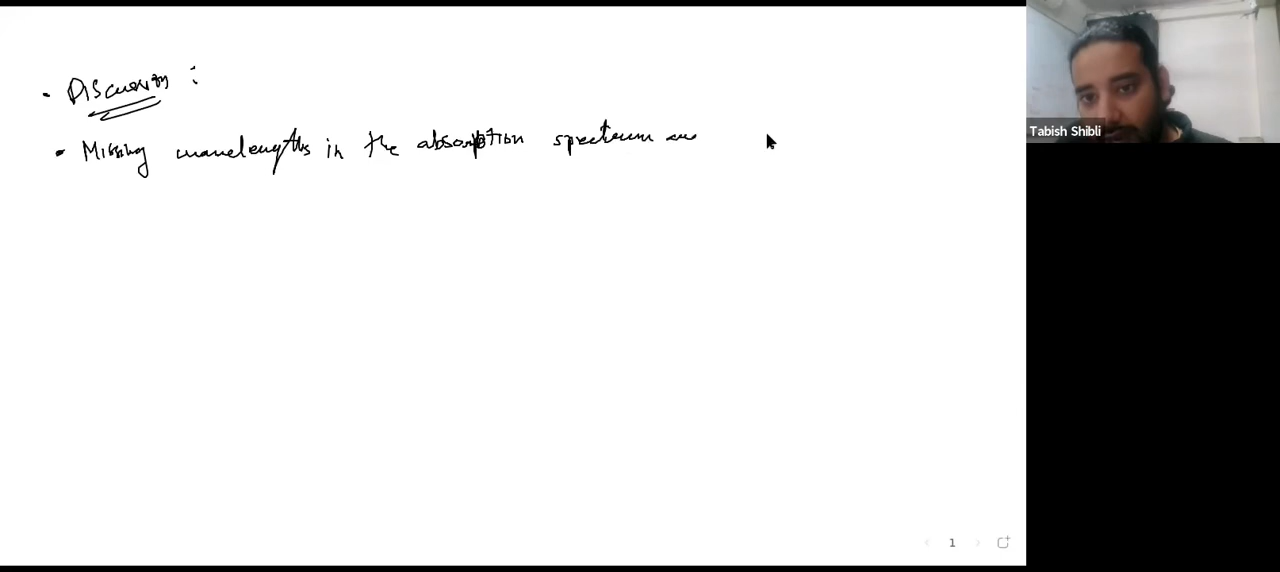 • Discussion :
• Missing wavelengths in the absorption spectrum are
Tabish Shibli
1